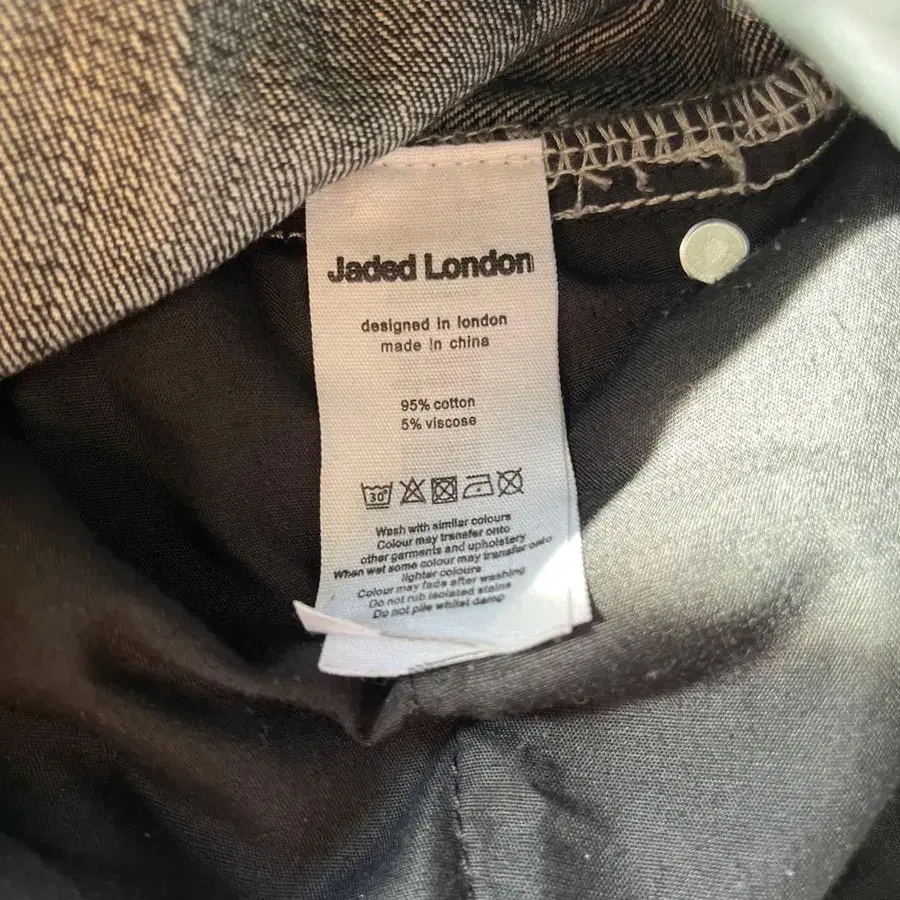 Jaded London
designed in london
made in china
95% cotton
5% viscose
30°
Wash with similar colours
Colour may transfer onto
other garments and upholstery
When wet some colour may transfer onto
lighter colours
Colour may fade after washing
Do not rub isolated stains
Do not pile whilst damp